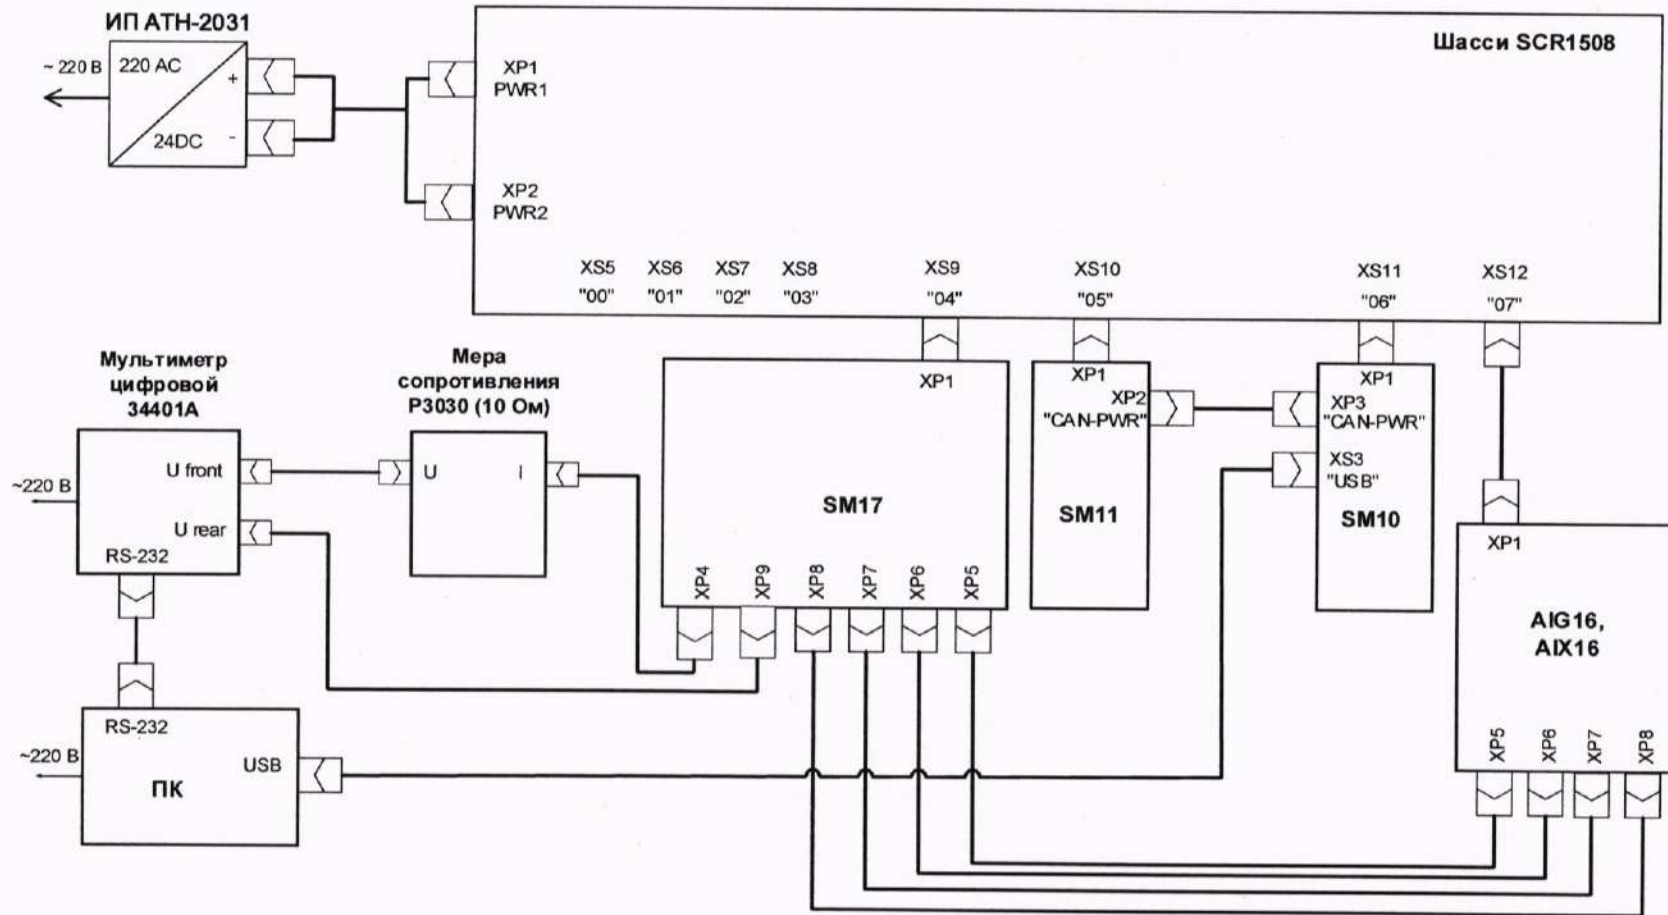 ИП АТН-2031
~ 220 В
220 AC
+
24DC
-
XP1
PWR1
XP2
PWR2
Шасси SCR1508
XS5
"00"
XS6
"01"
XS7
"02"
XS8
"03"
XS9
"04"
XS10
"05"
XS11
"06"
XS12
"07"
Мультиметр
цифровой
34401А
~220 В
U front
U rear
RS-232
Мера
сопротивления
Р3030 (10 Ом)
U
I
XP1
SM17
XP4
XP9
XP8
XP7
XP6
XP5
XP1
XP2
"CAN-PWR"
SM11
XP1
XP3
"CAN-PWR"
XS3
"USB"
SM10
XP1
AIG16,
AIX16
XP5
XP6
XP7
XP8
~220 В
RS-232
USB
ПК